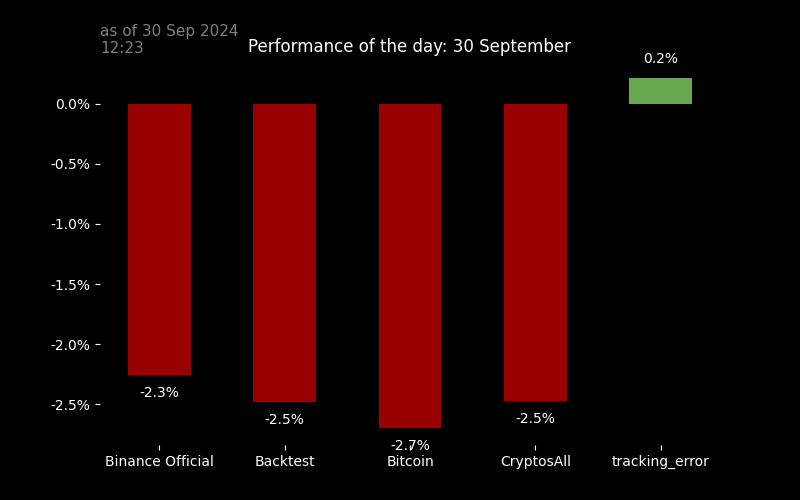 as of 30 Sep 2024
12:23
Performance of the day: 30 September
0.2%
0.0%
-0.5%
-1.0%
-1.5%
-2.0%
-2.5%
-2.3%
-2.5%
-2.7%
-2.5%
Binance Official
Backtest
Bitcoin
CryptosAll
tracking_error